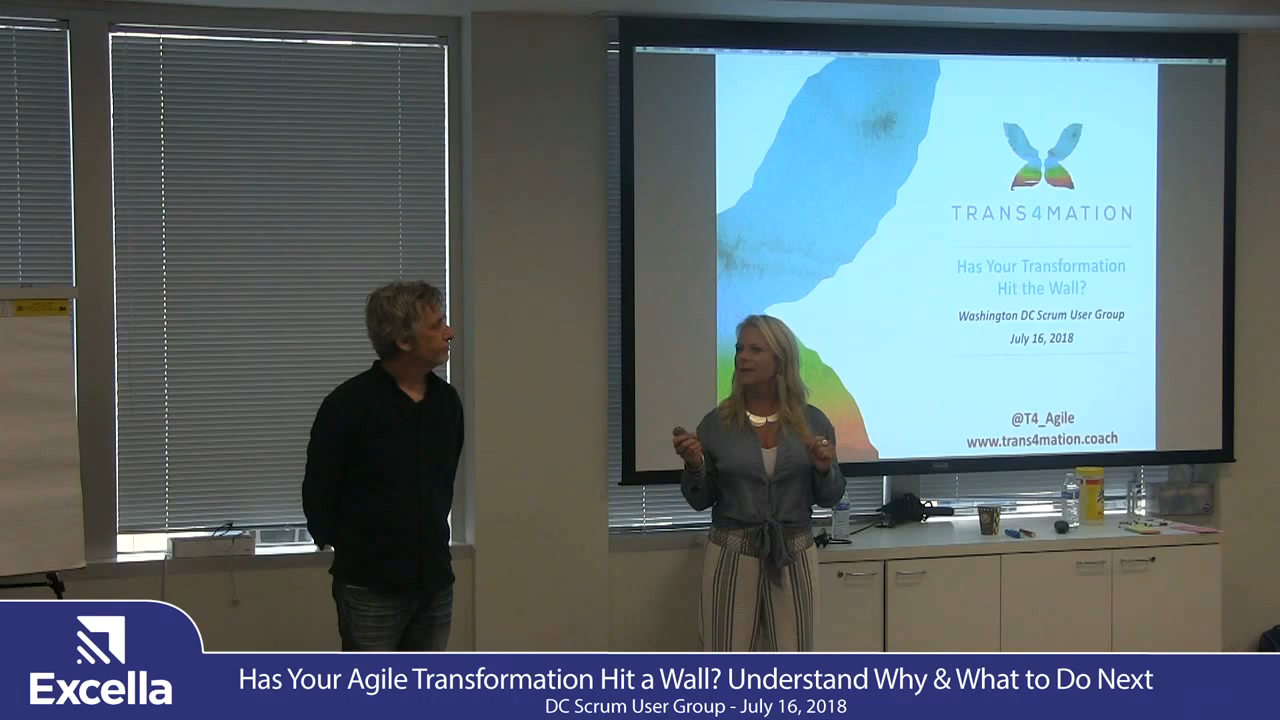 TRANS4MATION
Has Your Transformation
Hit the Wall?
Washington DC Scrum User Group
July 16, 2018
@T4_Agile
www.trans4mation.coach
Excella
Has Your Agile Transformation Hit a Wall? Understand Why & What to Do Next
DC Scrum User Group - July 16, 2018